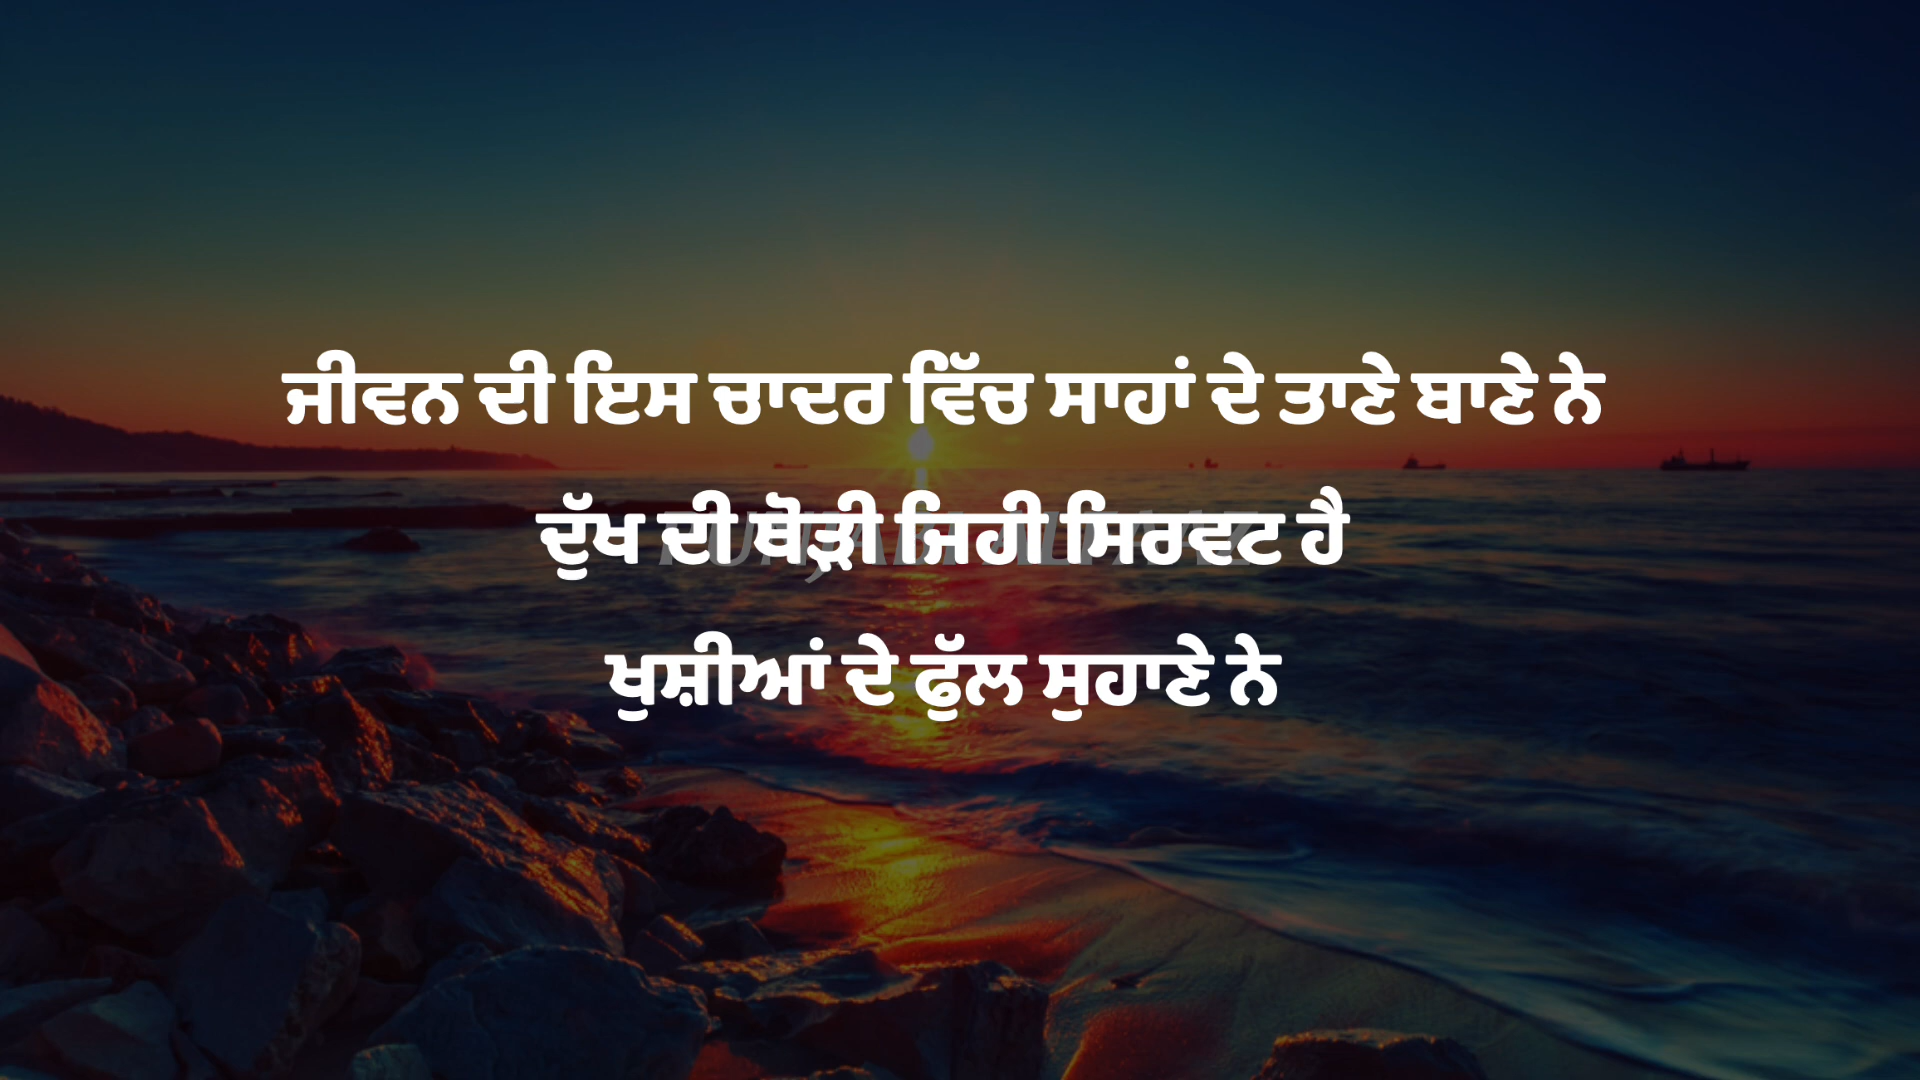 ਜੀਵਨ ਦੀ ਇਸ ਚਾਦਰ ਵਿੱਚ ਸਾਹਾਂ ਦੇ ਤਾਣੇ ਬਾਣੇ ਨੇ
ਦੁੱਖ ਦੀ ਥੋੜੀ ਜਿਹੀ ਸਿਰਵਟ ਹੈ
ਖੁਸ਼ੀਆਂ ਦੇ ਫੁੱਲ ਸੁਹਾਣੇ ਨੇ